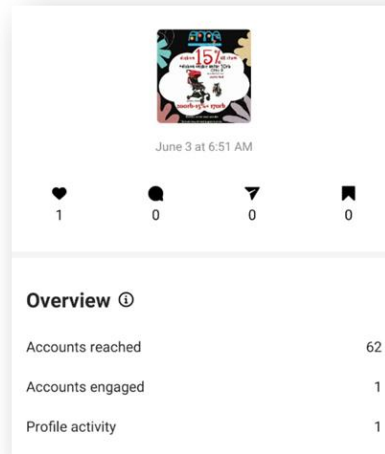 15%
June 3 at 6:51 AM
1 0 0 0
Overview
Accounts reached 62
Accounts engaged 1
Profile activity 1